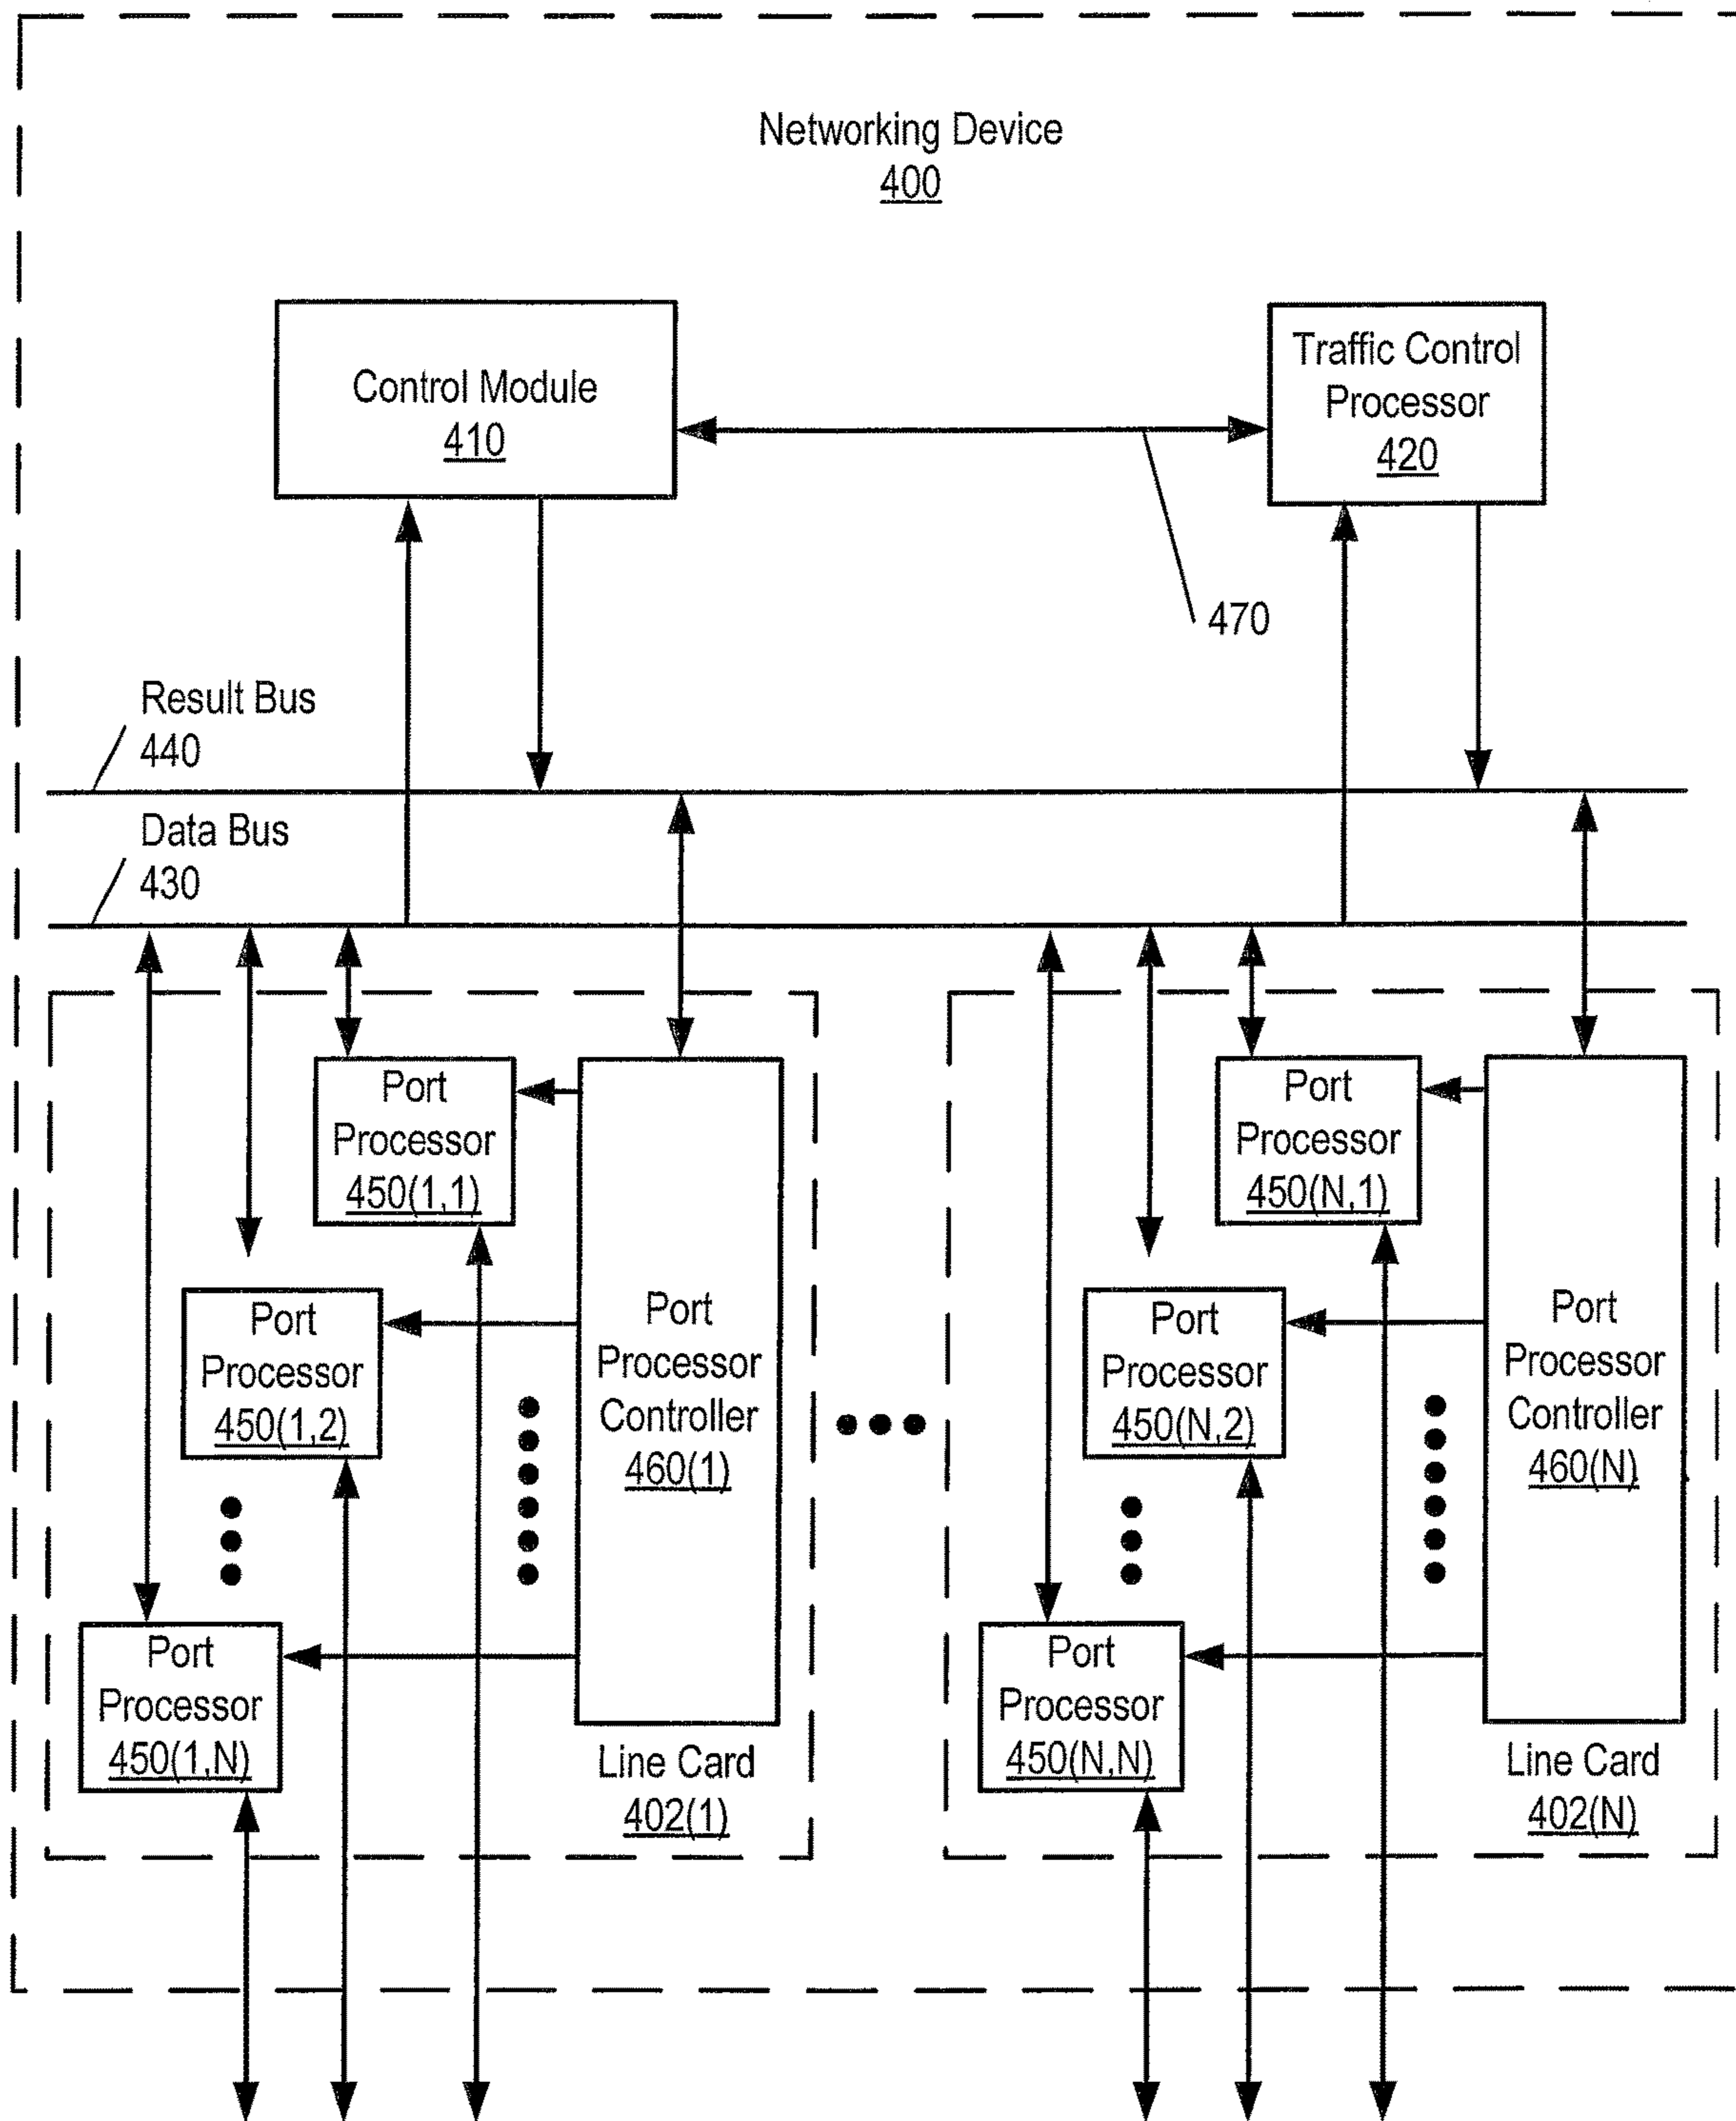 Networking Device
400
Control Module
410
Traffic Control
Processor
420
470
Result Bus
440
Data Bus
430
Port
Processor
450(1,1)
Port
Processor
450(1,2)
Port
Processor
450(1,N)
Port
Processor
Controller
460(1)
Line Card
402(1)
Port
Processor
450(N,1)
Port
Processor
450(N,2)
Port
Processor
450(N,N)
Port
Processor
Controller
460(N)
Line Card
402(N)